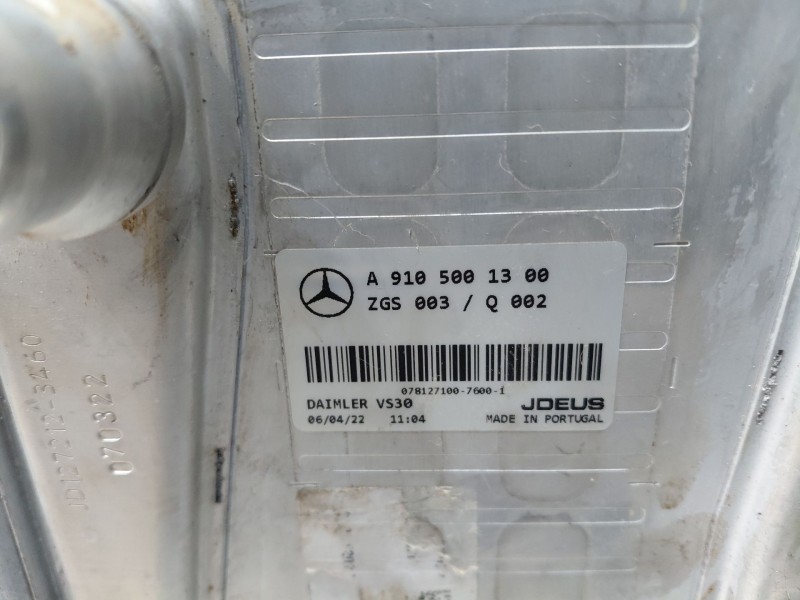 A 910 500 13 00
ZGS 003 / Q 002
078127100-7600-1
DAIMLER VS30
JDEUS
06/04/22 11:04
MADE IN PORTUGAL
070322